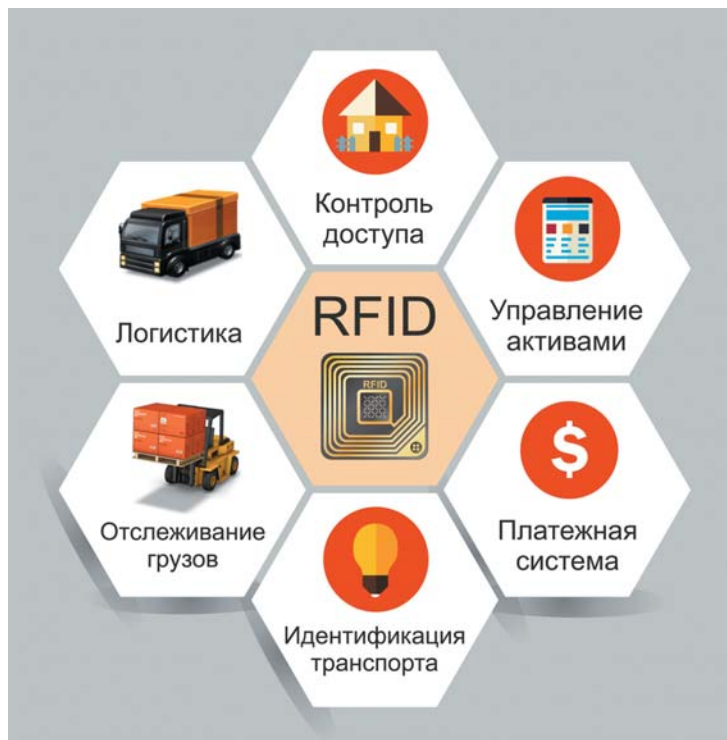 Контроль
доступа
Логистика
Управление
активами
RFID
RFID
Отслеживание
грузов
$
Платежная
система
Идентификация
транспорта